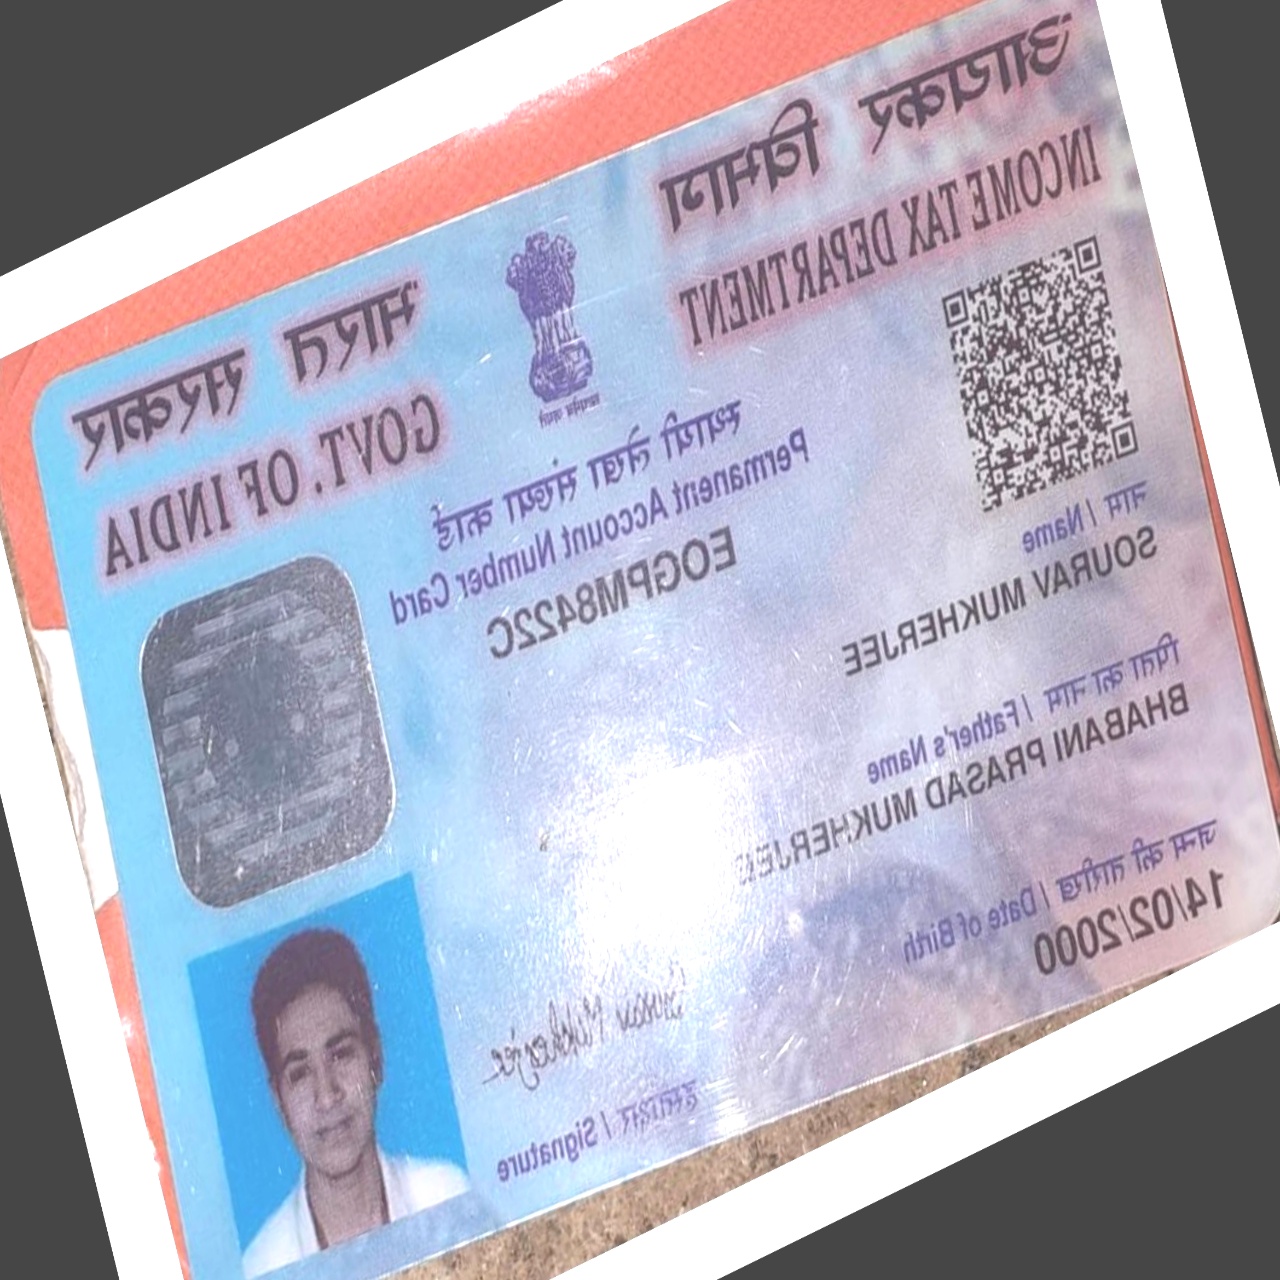 आयकर विभाग
INCOME TAX DEPARTMENT
भारत सरकार
GOVT. OF INDIA
सत्यमेव जयते
स्थायी लेखा संख्या कार्ड
Permanent Account Number Card
EOGPM8422C
नाम / Name
SOURAV MUKHERJEE
पिता का नाम / Father's Name
BHABANI PRASAD MUKHERJEE
जन्म की तारीख / Date of Birth
14/02/2000
Sourav Mukherjee
हस्ताक्षर / Signature